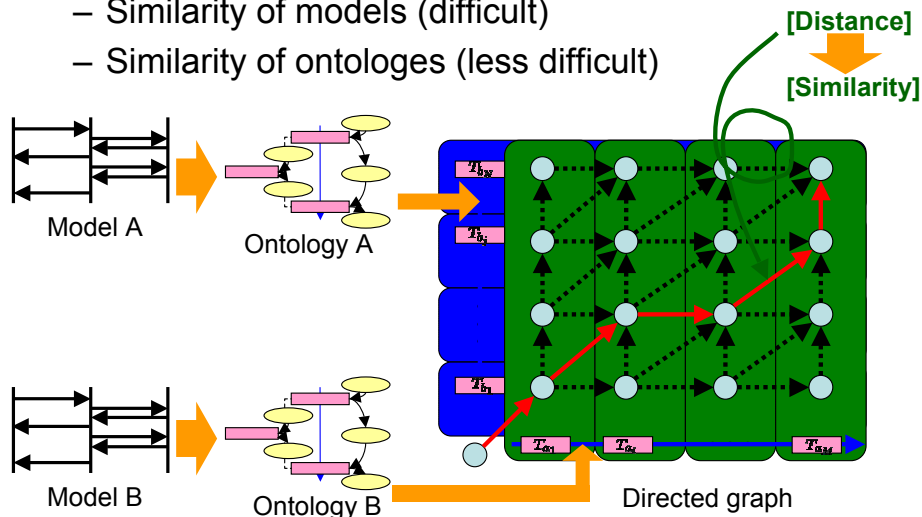 – Similarity of models (difficult)
– Similarity of ontologes (less difficult)
[Distance]
[Similarity]
Model A
Ontology A
Model B
Ontology B
Directed graph